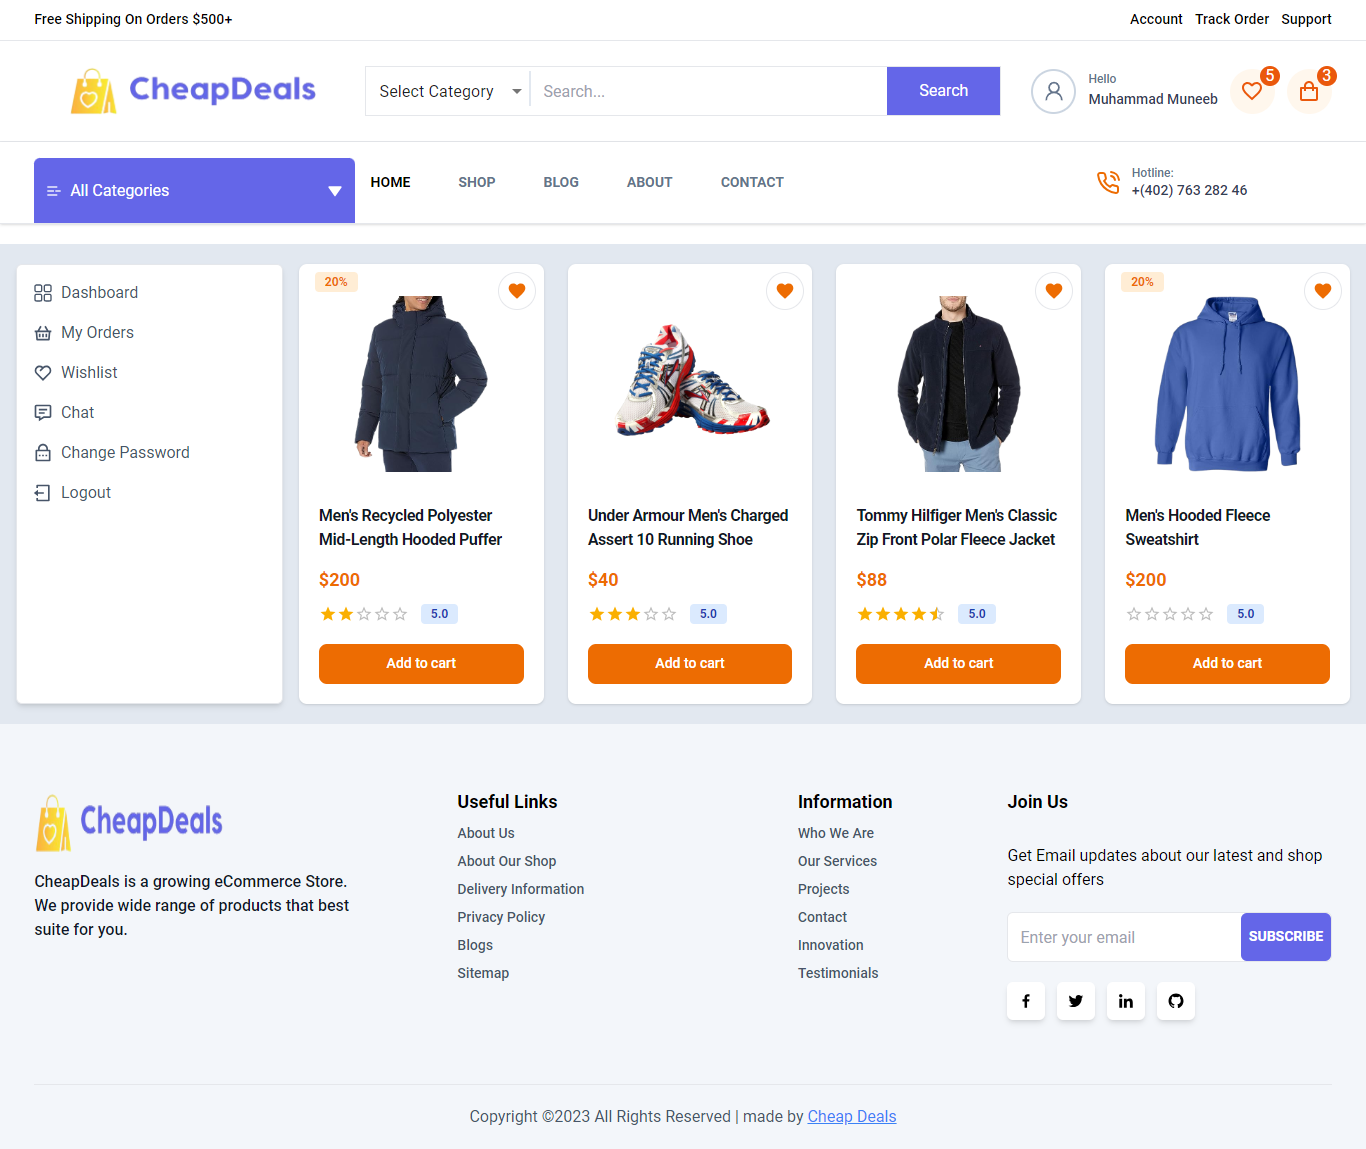 Free Shipping On Orders $500+
Account Track Order Support
CheapDeals
Select Category
Search...
Search
Hello
Muhammad Muneeb
5
3
All Categories
HOME SHOP BLOG ABOUT CONTACT
Hotline:
+(402) 763 282 46
Dashboard
My Orders
Wishlist
Chat
Change Password
Logout
20%
Men's Recycled Polyester
Mid-Length Hooded Puffer
$200
5.0
Add to cart
Under Armour Men's Charged
Assert 10 Running Shoe
$40
5.0
Add to cart
Tommy Hilfiger Men's Classic
Zip Front Polar Fleece Jacket
$88
5.0
Add to cart
20%
Men's Hooded Fleece
Sweatshirt
$200
5.0
Add to cart
CheapDeals
CheapDeals is a growing eCommerce Store.
We provide wide range of products that best
suite for you.
Useful Links
About Us
About Our Shop
Delivery Information
Privacy Policy
Blogs
Sitemap
Information
Who We Are
Our Services
Projects
Contact
Innovation
Testimonials
Join Us
Get Email updates about our latest and shop
special offers
Enter your email
SUBSCRIBE
Copyright ©2023 All Rights Reserved | made by Cheap Deals